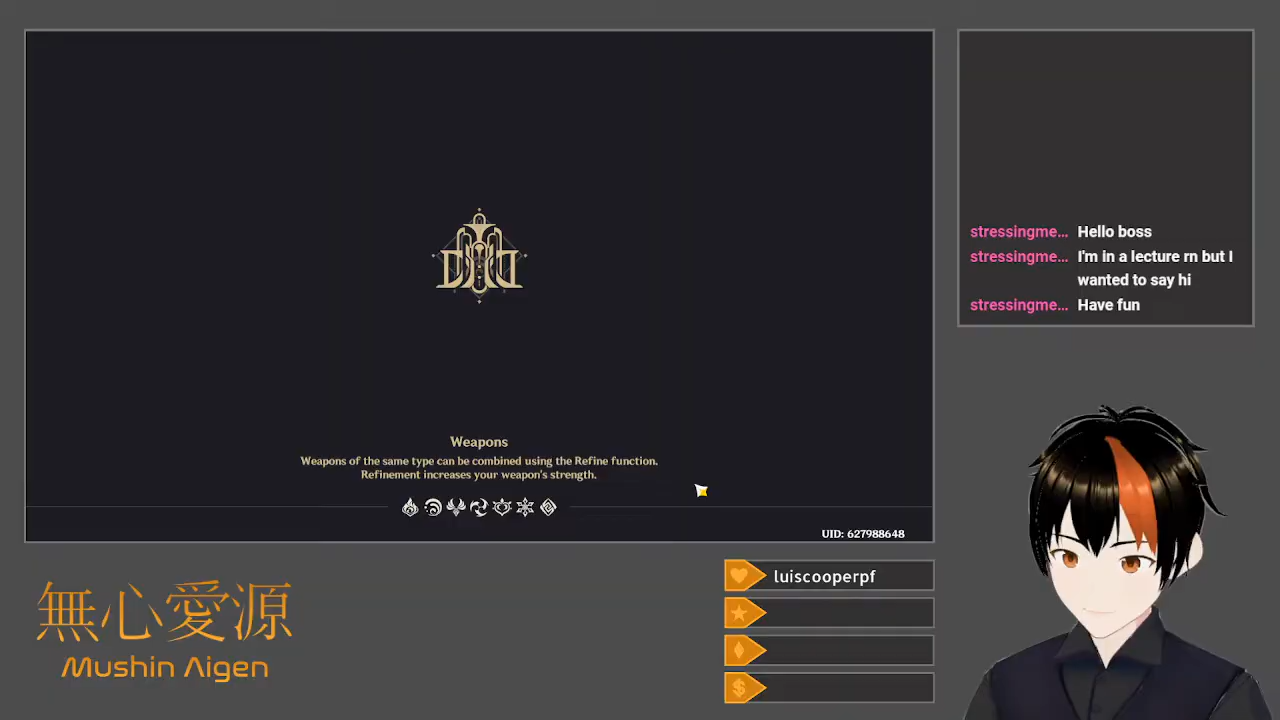 stressingme... Hello boss
stressingme... I'm in a lecture rn but I
wanted to say hi
stressingme... Have fun
Weapons
Weapons of the same type can be combined using the Refine function.
Refinement increases your weapon's strength.
UID: 627988648
luiscooperpf
無心愛源
Mushin Aigen